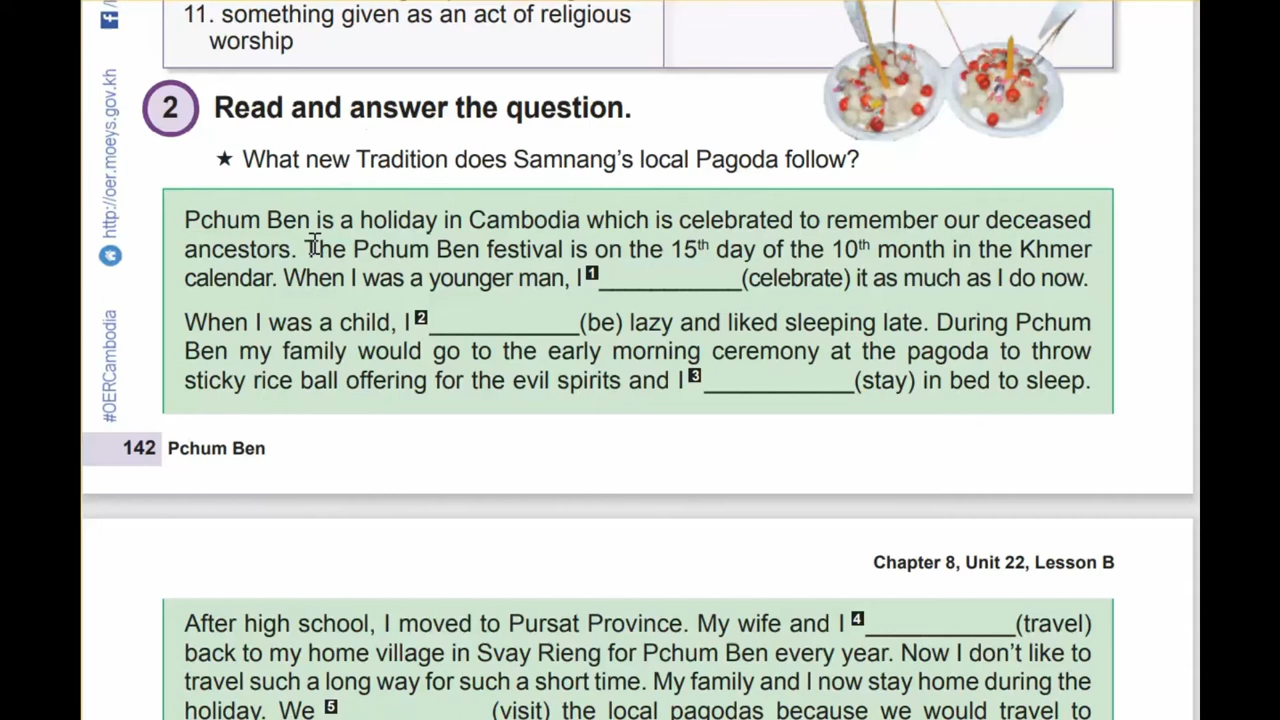 11. something given as an act of religious
worship
http://oer.moeys.gov.kh
#OERCambodia
2 Read and answer the question.
★ What new Tradition does Samnang's local Pagoda follow?
Pchum Ben is a holiday in Cambodia which is celebrated to remember our deceased
ancestors. The Pchum Ben festival is on the 15th day of the 10th month in the Khmer
calendar. When I was a younger man, I 1 ___________(celebrate) it as much as I do now.
When I was a child, I 2 ____________(be) lazy and liked sleeping late. During Pchum
Ben my family would go to the early morning ceremony at the pagoda to throw
sticky rice ball offering for the evil spirits and I 3 ____________(stay) in bed to sleep.
142 Pchum Ben
Chapter 8, Unit 22, Lesson B
After high school, I moved to Pursat Province. My wife and I 4 ____________(travel)
back to my home village in Svay Rieng for Pchum Ben every year. Now I don't like to
travel such a long way for such a short time. My family and I now stay home during the
holiday. We 5 ____________(visit) the local pagodas because we would travel to